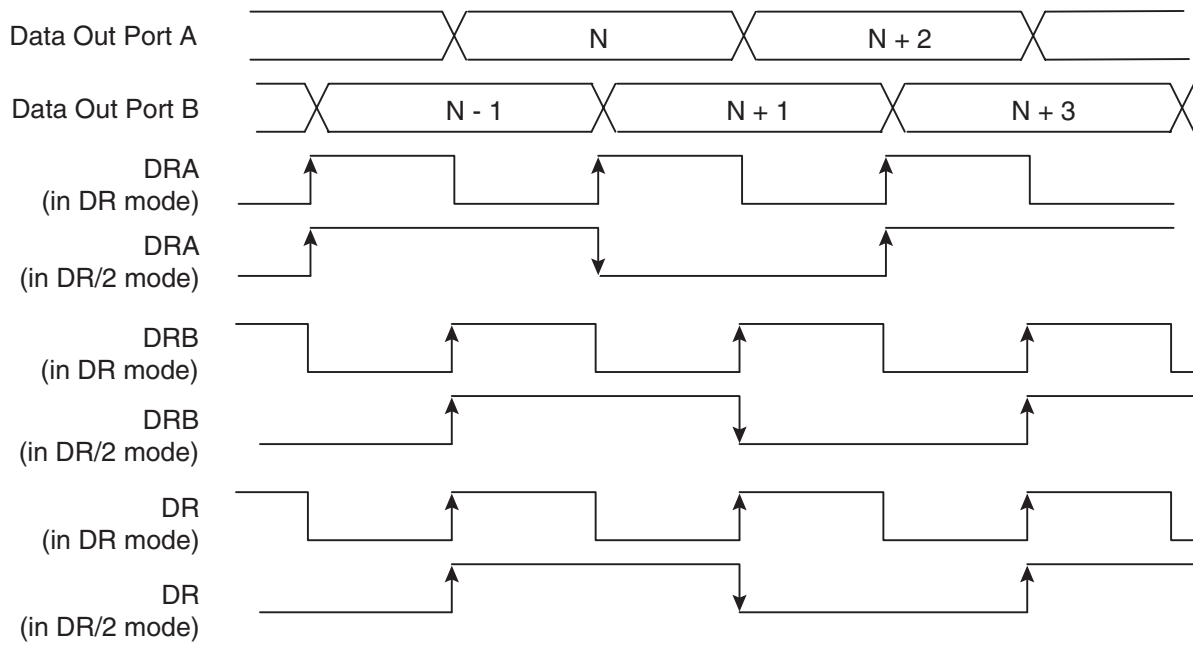 Data Out Port A
N
N + 2
Data Out Port B
N - 1
N + 1
N + 3
DRA
(in DR mode)
DRA
(in DR/2 mode)
DRB
(in DR mode)
DRB
(in DR/2 mode)
DR
(in DR mode)
DR
(in DR/2 mode)